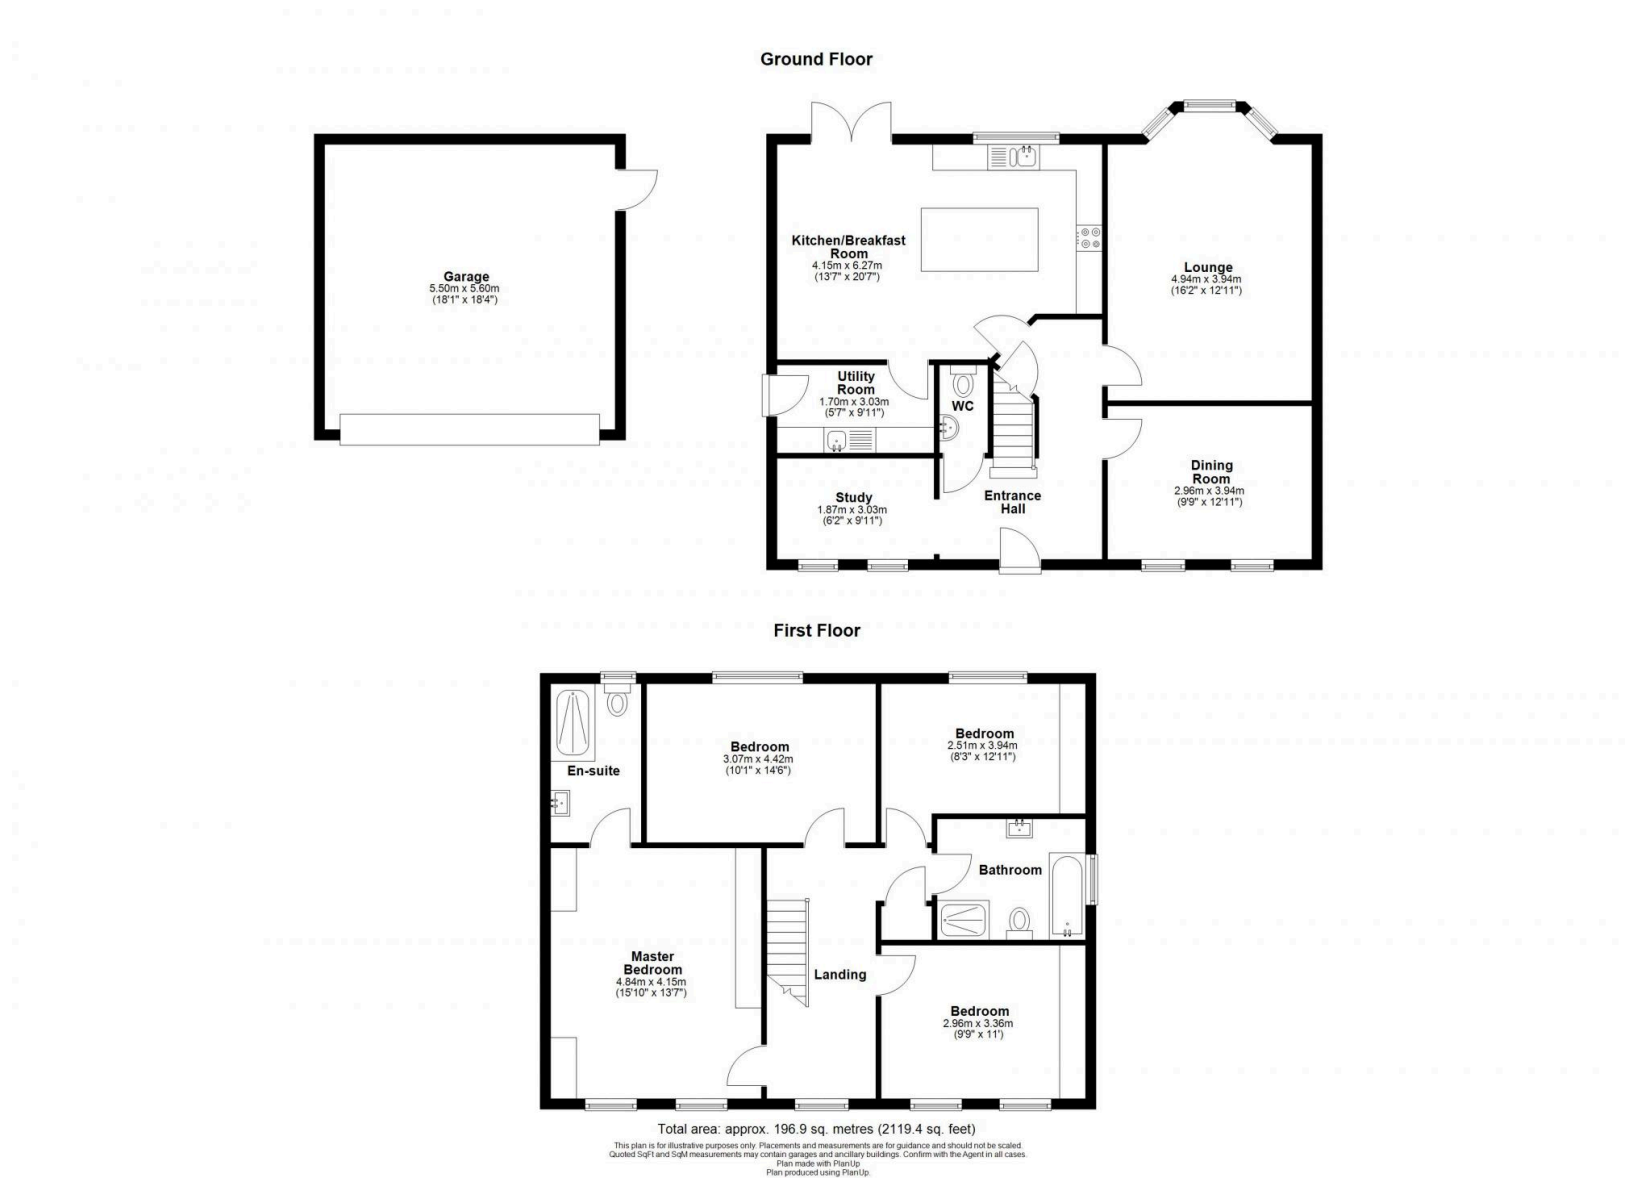 Ground Floor
Garage
5.50m x 5.60m
(18'1" x 18'4")
Kitchen/Breakfast
Room
4.15m x 6.27m
(13'7" x 20'7")
Lounge
4.94m x 3.94m
(16'2" x 12'11")
Utility
Room
1.70m x 3.03m
(5'7" x 9'11")
WC
Study
1.87m x 3.03m
(6'2" x 9'11")
Entrance
Hall
Dining
Room
2.96m x 3.94m
(9'9" x 12'11")
First Floor
En-suite
Bedroom
3.07m x 4.42m
(10'1" x 14'6")
Bedroom
2.51m x 3.94m
(8'3" x 12'11")
Bathroom
Master
Bedroom
4.84m x 4.15m
(15'10" x 13'7")
Landing
Bedroom
2.96m x 3.36m
(9'9" x 11')
Total area: approx. 196.9 sq. metres (2119.4 sq. feet)
This plan is for illustrative purposes only. Placements and measurements are for guidance and should not be scaled.
Quoted SqFt and SqM measurements may contain garages and ancillary buildings. Confirm with the Agent in all cases.
Plan made with PlanUp
Plan produced using PlanUp.